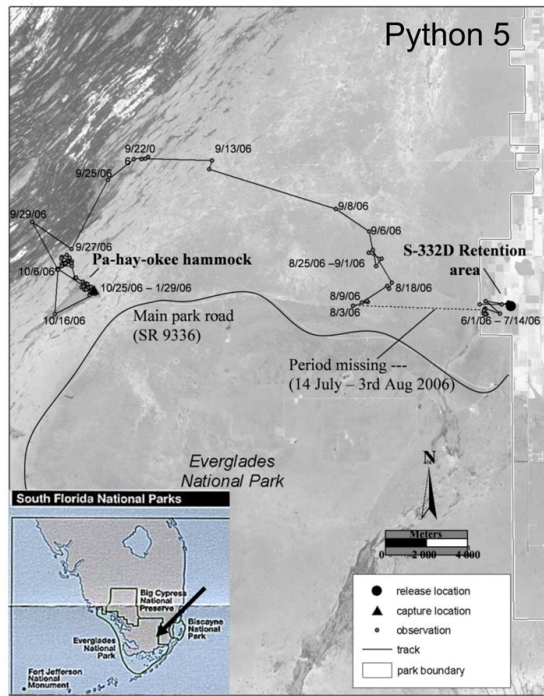 Python 5
9/22/0
6
9/13/06
9/25/06
9/8/06
9/29/06
9/6/06
9/27/06
S-332D Retention
area
Pa-hay-okee hammock
10/6/06
8/25/06 –9/1/06
10/25/06 – 1/29/06
8/18/06
8/9/06
8/3/06
6/1/06 – 7/14/06
10/16/06
Main park road
(SR 9336)
Period missing ---
(14 July – 3rd Aug 2006)
Everglades
National Park
N
Meters
0 2 000 4 000
South Florida National Parks
Big Cypress
National
Preserve
Biscayne
National
Park
Everglades
National
Park
Fort Jefferson
National
Monument
release location
capture location
observation
track
park boundary